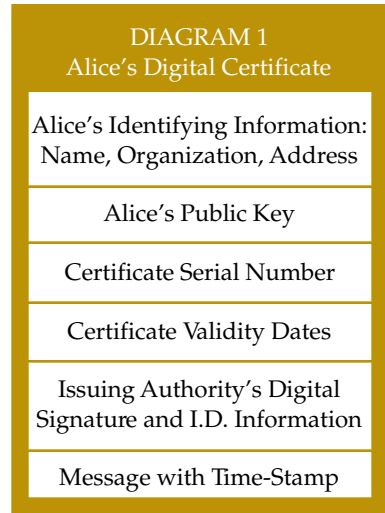 DIAGRAM 1
Alice’s Digital Certificate
Alice’s Identifying Information:
Name, Organization, Address
Alice’s Public Key
Certificate Serial Number
Certificate Validity Dates
Issuing Authority’s Digital
Signature and I.D. Information
Message with Time-Stamp